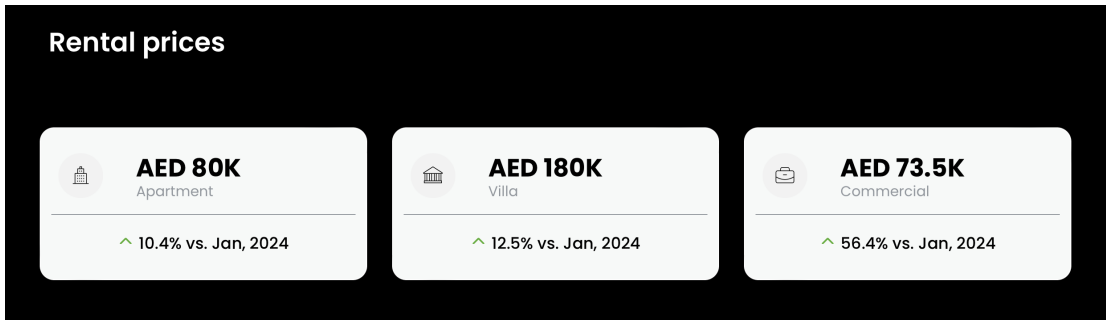 Rental prices
AED 80K
Apartment
10.4% vs. Jan, 2024
AED 180K
Villa
12.5% vs. Jan, 2024
AED 73.5K
Commercial
56.4% vs. Jan, 2024